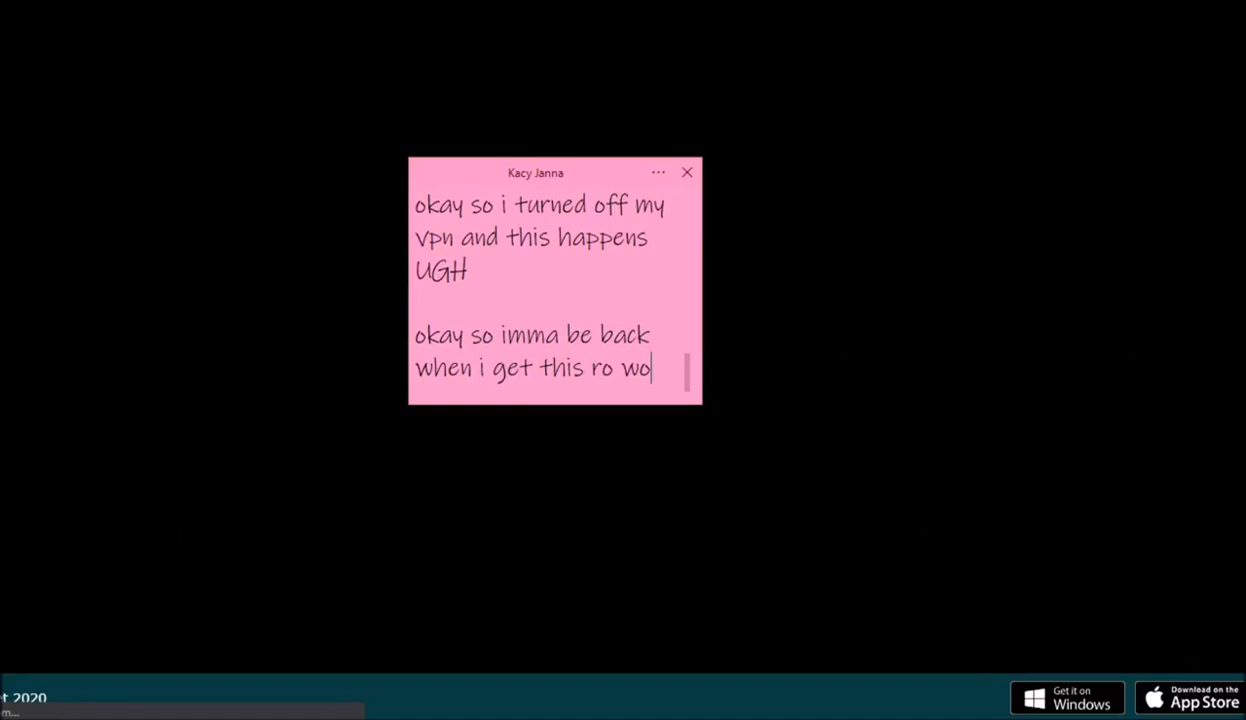 Kacy Janna
okay so i turned off my
vpn and this happens
UGH
okay so imma be back
when i get this ro wo
t 2020
m...
Get it on
Windows
Download on the
App Store